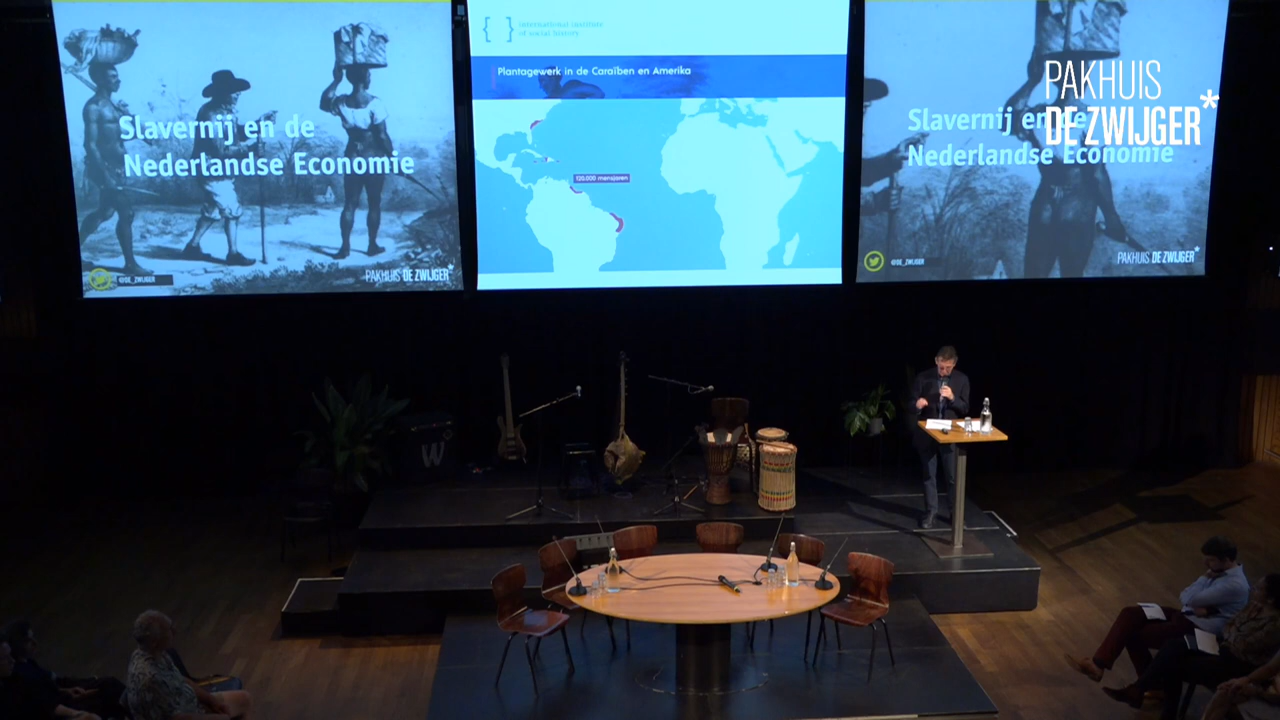 Slavernij en de
Nederlandse Economie
@DE_ZWIJGER
PAKHUIS DE ZWIJGER*
{ } international institute
of social history
Plantagewerk in de Caraïben en Amerika
120.000 mensjaren
Slavernij en de
Nederlandse Economie
@DE_ZWIJGER
PAKHUIS DE ZWIJGER*
PAKHUIS
DE ZWIJGER*
W